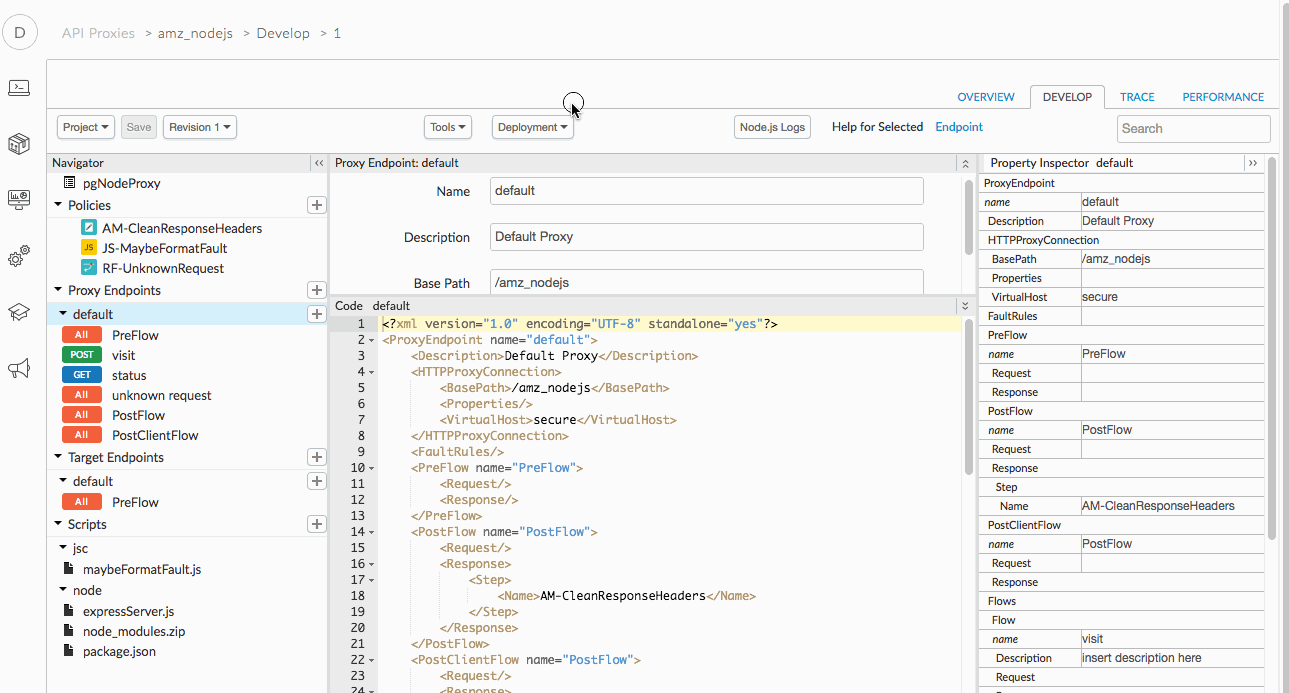 D
API Proxies > amz_nodejs > Develop > 1
OVERVIEW DEVELOP TRACE PERFORMANCE
Project Save Revision 1 Tools Deployment Node.js Logs Help for Selected Endpoint Search
Navigator
pgNodeProxy
Policies
AM-CleanResponseHeaders
JS JS-MaybeFormatFault
RF-UnknownRequest
Proxy Endpoints
default
All PreFlow
POST visit
GET status
All unknown request
All PostFlow
All PostClientFlow
Target Endpoints
default
All PreFlow
Scripts
jsc
maybeFormatFault.js
node
expressServer.js
node_modules.zip
package.json
Proxy Endpoint: default
Name default
Description Default Proxy
Base Path /amz_nodejs
Code default
1 <?xml version="1.0" encoding="UTF-8" standalone="yes"?>
2 <ProxyEndpoint name="default">
3 <Description>Default Proxy</Description>
4 <HTTPProxyConnection>
5 <BasePath>/amz_nodejs</BasePath>
6 <Properties/>
7 <VirtualHost>secure</VirtualHost>
8 </HTTPProxyConnection>
9 <FaultRules/>
10 <PreFlow name="PreFlow">
11 <Request/>
12 <Response/>
13 </PreFlow>
14 <PostFlow name="PostFlow">
15 <Request/>
16 <Response>
17 <Step>
18 <Name>AM-CleanResponseHeaders</Name>
19 </Step>
20 </Response>
21 </PostFlow>
22 <PostClientFlow name="PostFlow">
23 <Request/>
24 <Response>
Property Inspector default
ProxyEndpoint
name default
Description Default Proxy
HTTPProxyConnection
BasePath /amz_nodejs
Properties
VirtualHost secure
FaultRules
PreFlow
name PreFlow
Request
Response
PostFlow
name PostFlow
Request
Response
Step
Name AM-CleanResponseHeaders
PostClientFlow
name PostFlow
Request
Response
Flows
Flow
name visit
Description insert description here
Request